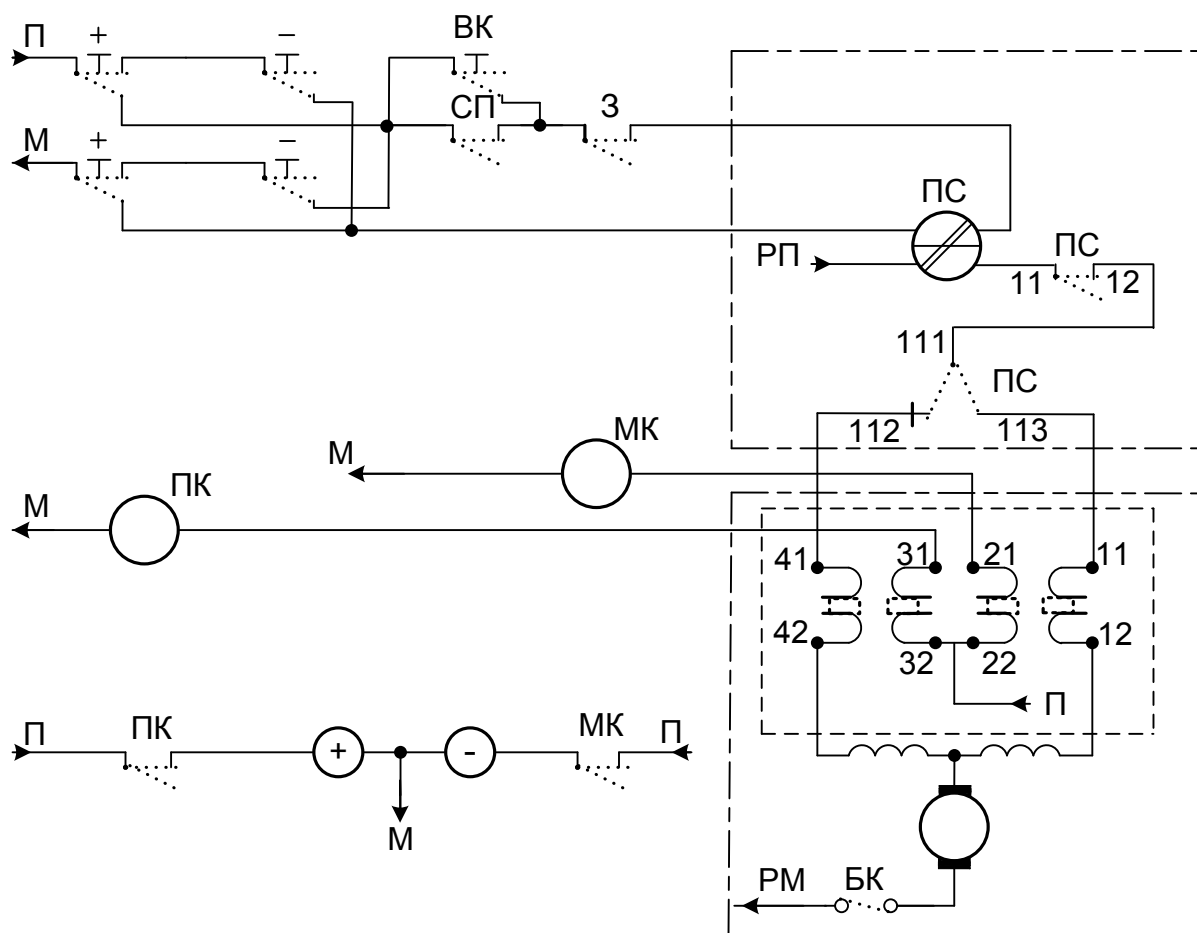 П + – ВК
СП З
М + –
ПС
РП ПС
11 12
111
ПС
112 113
МК
М
ПК
М
41 31 21 11
42 32 22 12
П
П ПК + - МК П
М
РМ БК